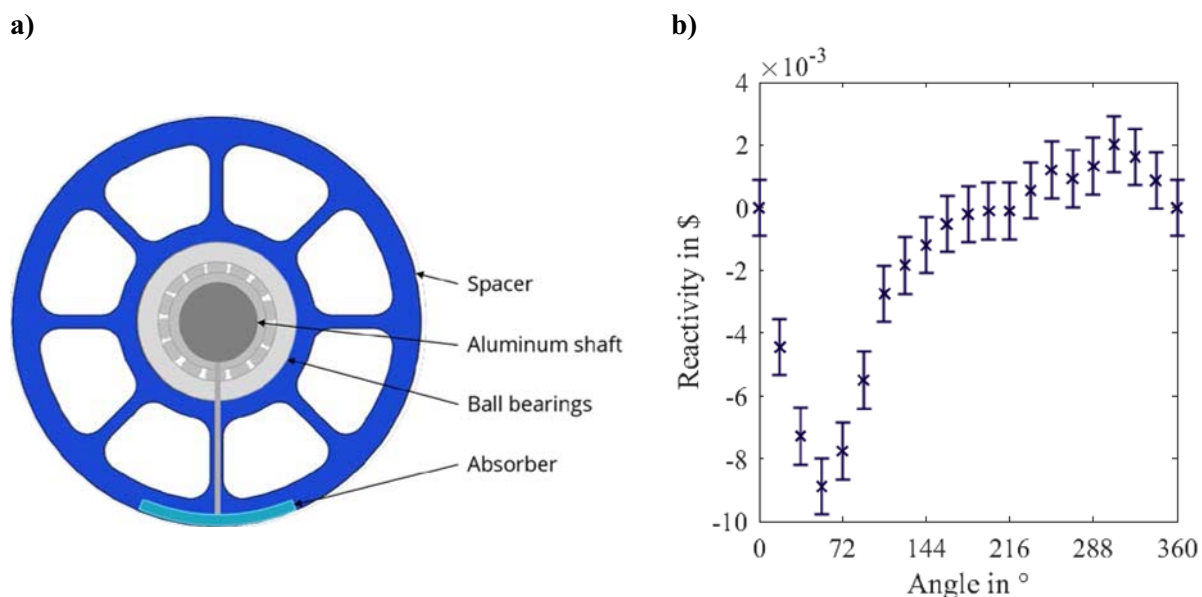 a)
Spacer
Aluminum shaft
Ball bearings
Absorber
b)
×10⁻³
4
2
0
-2
-4
-6
-8
-10
Reactivity in $
0 72 144 216 288 360
Angle in °